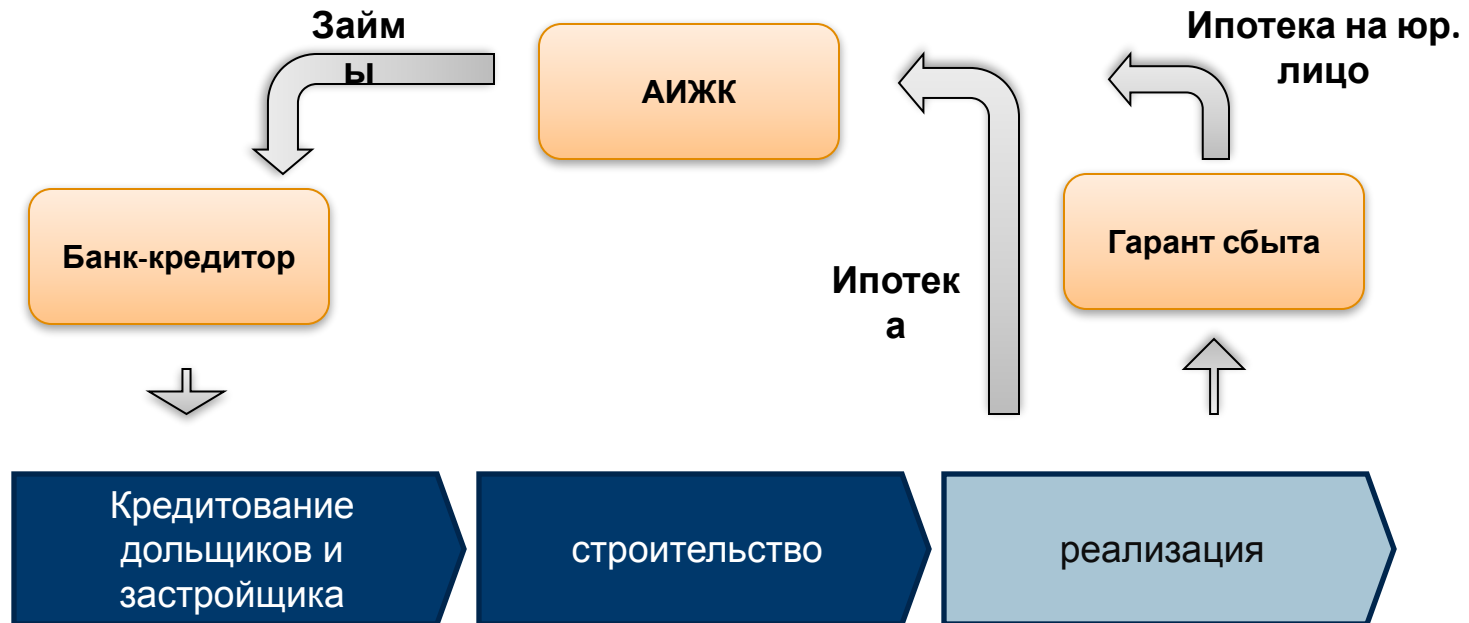 Займ
ы
АИЖК
Ипотека на юр.
лицо
Банк-кредитор
Гарант сбыта
Ипотек
а
Кредитование
дольщиков и
застройщика
строительство
реализация